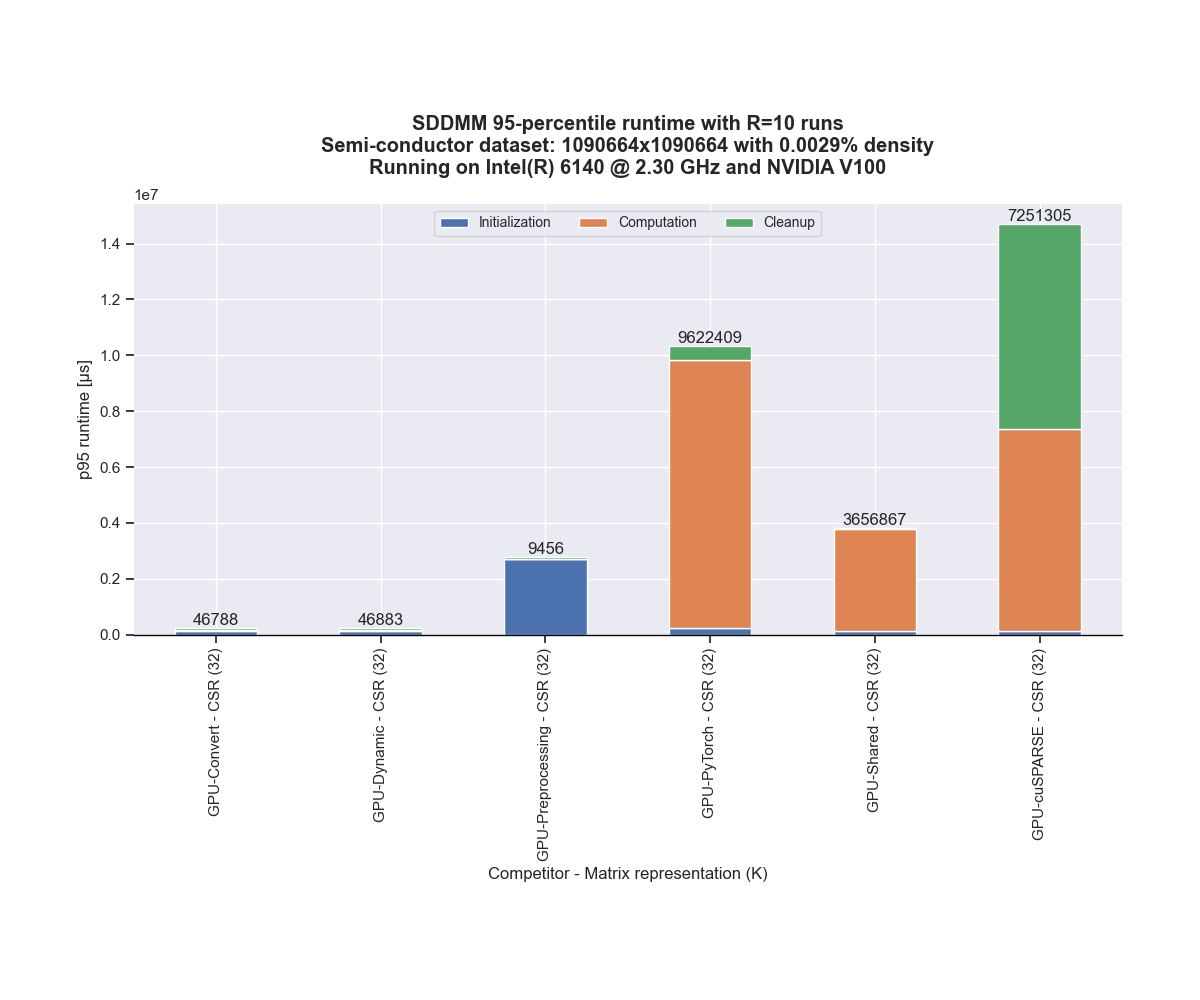 SDDMM 95-percentile runtime with R=10 runs
Semi-conductor dataset: 1090664x1090664 with 0.0029% density
Running on Intel(R) 6140 @ 2.30 GHz and NVIDIA V100
1e7
Initialization
Computation
Cleanup
7251305
9622409
3656867
9456
46788
46883
1.4
1.2
1.0
0.8
0.6
0.4
0.2
0.0
p95 runtime [µs]
GPU-Convert - CSR (32)
GPU-Dynamic - CSR (32)
GPU-Preprocessing - CSR (32)
GPU-PyTorch - CSR (32)
GPU-Shared - CSR (32)
GPU-cuSPARSE - CSR (32)
Competitor - Matrix representation (K)